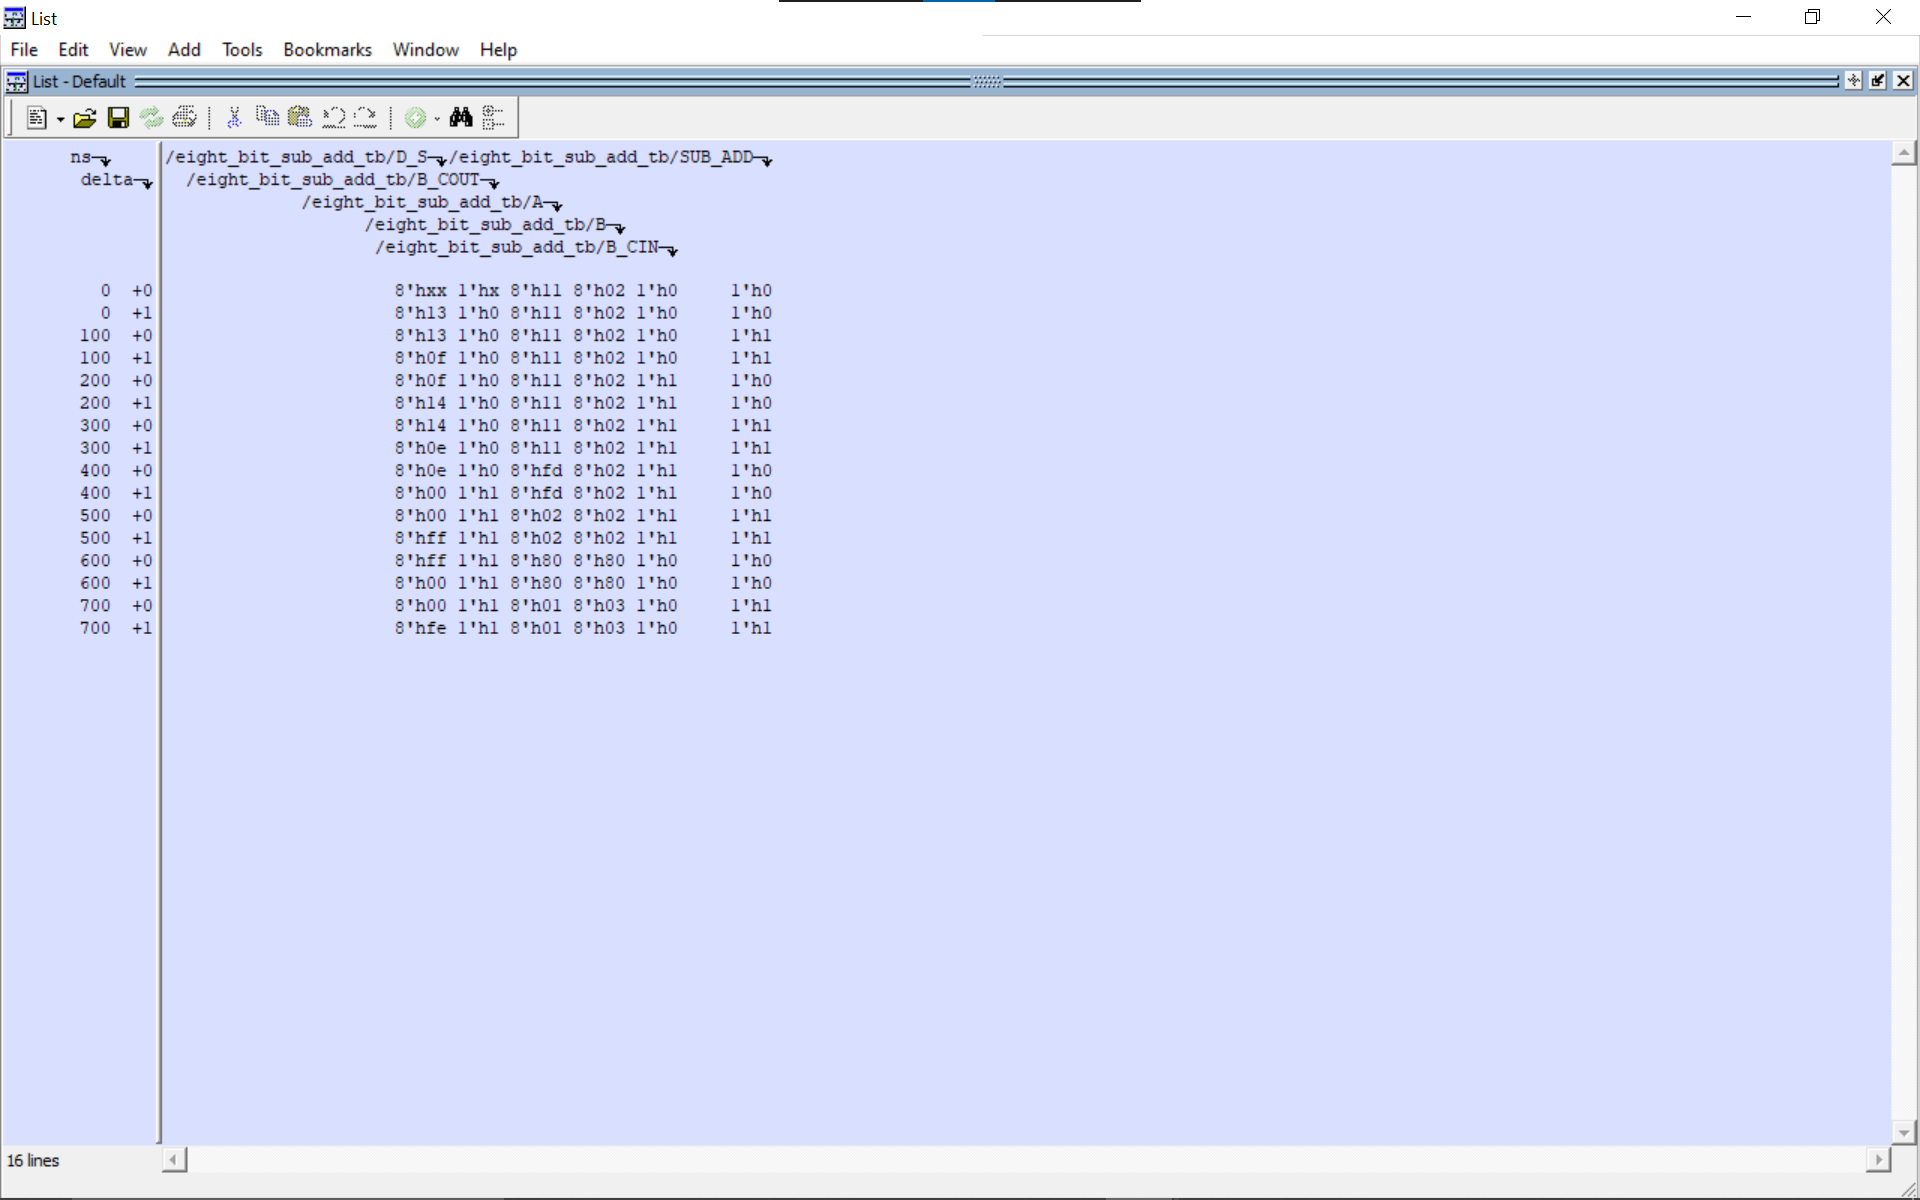 List
File Edit View Add Tools Bookmarks Window Help
List - Default
ns /eight_bit_sub_add_tb/D_S /eight_bit_sub_add_tb/SUB_ADD
delta /eight_bit_sub_add_tb/B_COUT
/eight_bit_sub_add_tb/A
/eight_bit_sub_add_tb/B
/eight_bit_sub_add_tb/B_CIN
0 +0 8'hxx 1'hx 8'h11 8'h02 1'h0 1'h0
0 +1 8'h13 1'h0 8'h11 8'h02 1'h0 1'h0
100 +0 8'h13 1'h0 8'h11 8'h02 1'h0 1'h1
100 +1 8'h0f 1'h0 8'h11 8'h02 1'h0 1'h1
200 +0 8'h0f 1'h0 8'h11 8'h02 1'h1 1'h0
200 +1 8'h14 1'h0 8'h11 8'h02 1'h1 1'h0
300 +0 8'h14 1'h0 8'h11 8'h02 1'h1 1'h1
300 +1 8'h0e 1'h0 8'h11 8'h02 1'h1 1'h1
400 +0 8'h0e 1'h0 8'hfd 8'h02 1'h1 1'h0
400 +1 8'h00 1'h1 8'hfd 8'h02 1'h1 1'h0
500 +0 8'h00 1'h1 8'h02 8'h02 1'h1 1'h1
500 +1 8'hff 1'h1 8'h02 8'h02 1'h1 1'h1
600 +0 8'hff 1'h1 8'h80 8'h80 1'h0 1'h0
600 +1 8'h00 1'h1 8'h80 8'h80 1'h0 1'h0
700 +0 8'h00 1'h1 8'h01 8'h03 1'h0 1'h1
700 +1 8'hfe 1'h1 8'h01 8'h03 1'h0 1'h1
16 lines